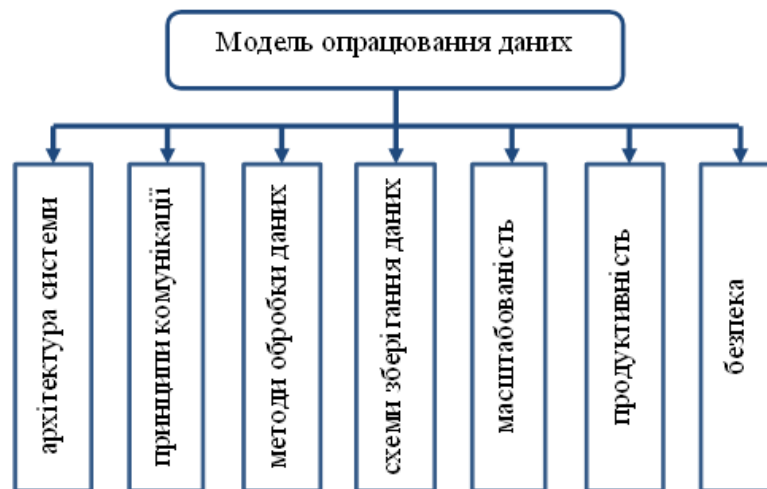 Модель опрацювання даних
архітектура системи
принципи комунікації
методи обробки даних
схеми зберігання даних
масштабованість
продуктивність
безпека